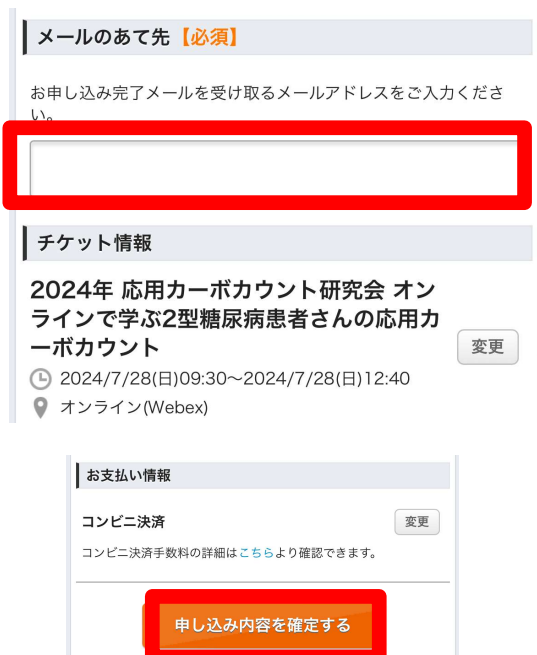 メールのあて先【必須】
お申し込み完了メールを受け取るメールアドレスをご入力くださ
い。
チケット情報
2024年 応用カーボカウント研究会 オン
ラインで学ぶ2型糖尿病患者さんの応用カ
ーボカウント
変更
2024/7/28(日)09:30〜2024/7/28(日)12:40
オンライン(Webex)
お支払い情報
コンビニ決済
変更
コンビニ決済手数料の詳細はこちらより確認できます。
申し込み内容を確定する